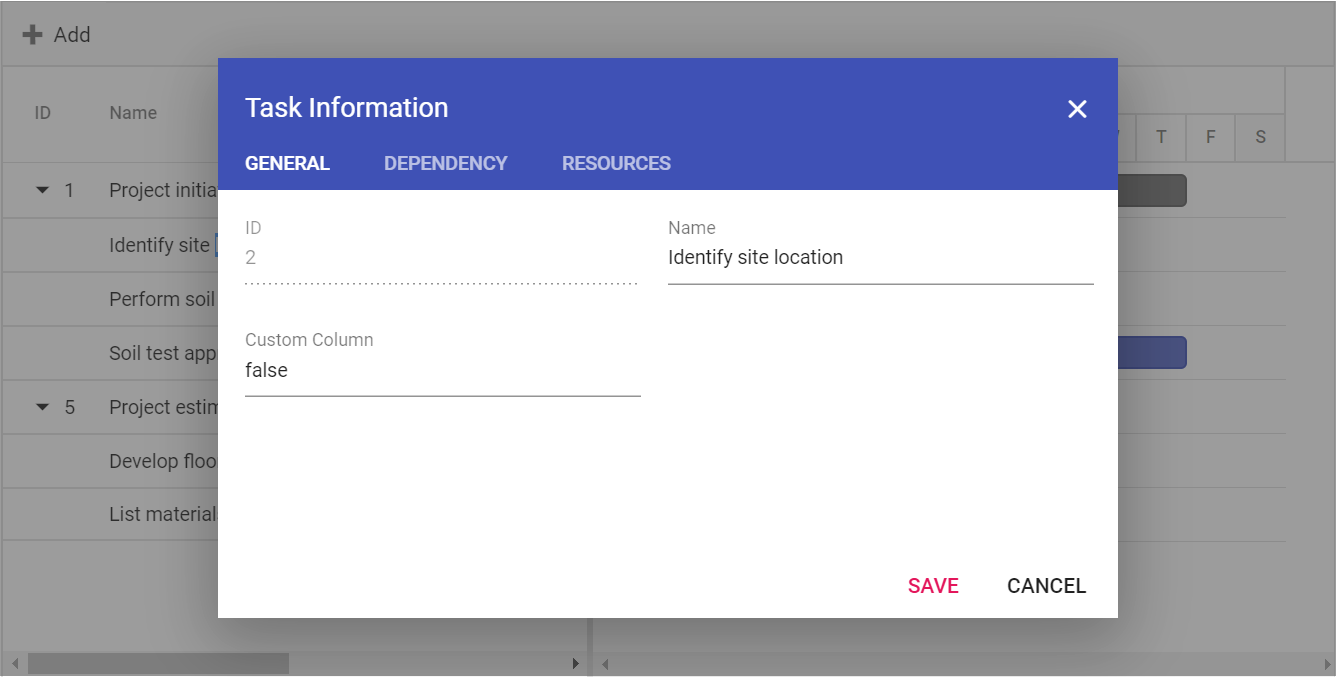 Add
Task Information
ID Name
T F S
GENERAL DEPENDENCY RESOURCES
1 Project initia
ID Name
2 Identify site location
Identify site
Perform soil
Custom Column
Soil test app
false
5 Project estim
Develop floo
List material
SAVE CANCEL